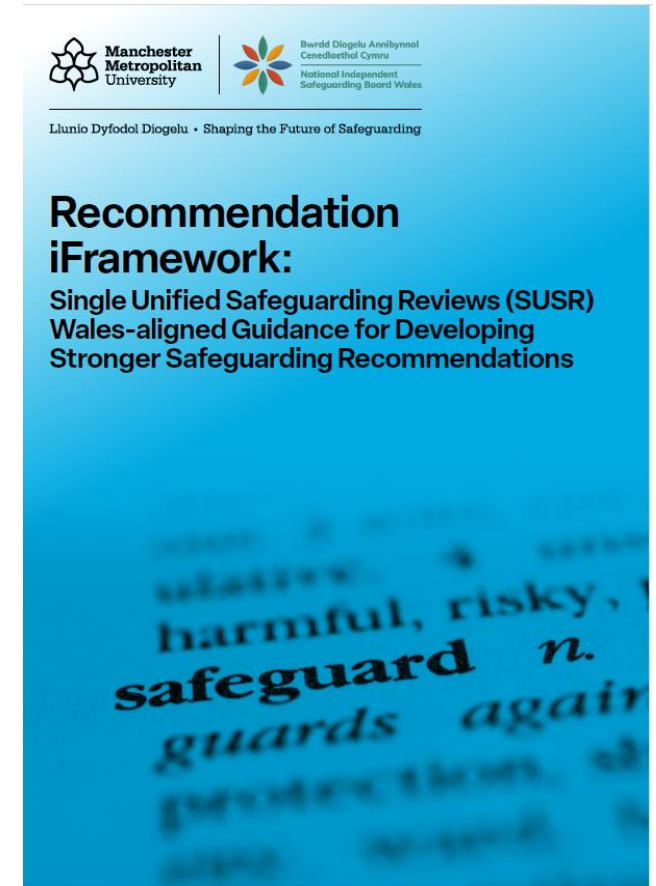 Manchester
Metropolitan
University
Bwrdd Diogelu Annibynnol
Cenedlaethol Cymru
National Independent
Safeguarding Board Wales
Llunio Dyfodol Diogelu • Shaping the Future of Safeguarding
Recommendation
iFramework:
Single Unified Safeguarding Reviews (SUSR)
Wales-aligned Guidance for Developing
Stronger Safeguarding Recommendations
harmful, risky,
safeguard n.
guards again
protection,